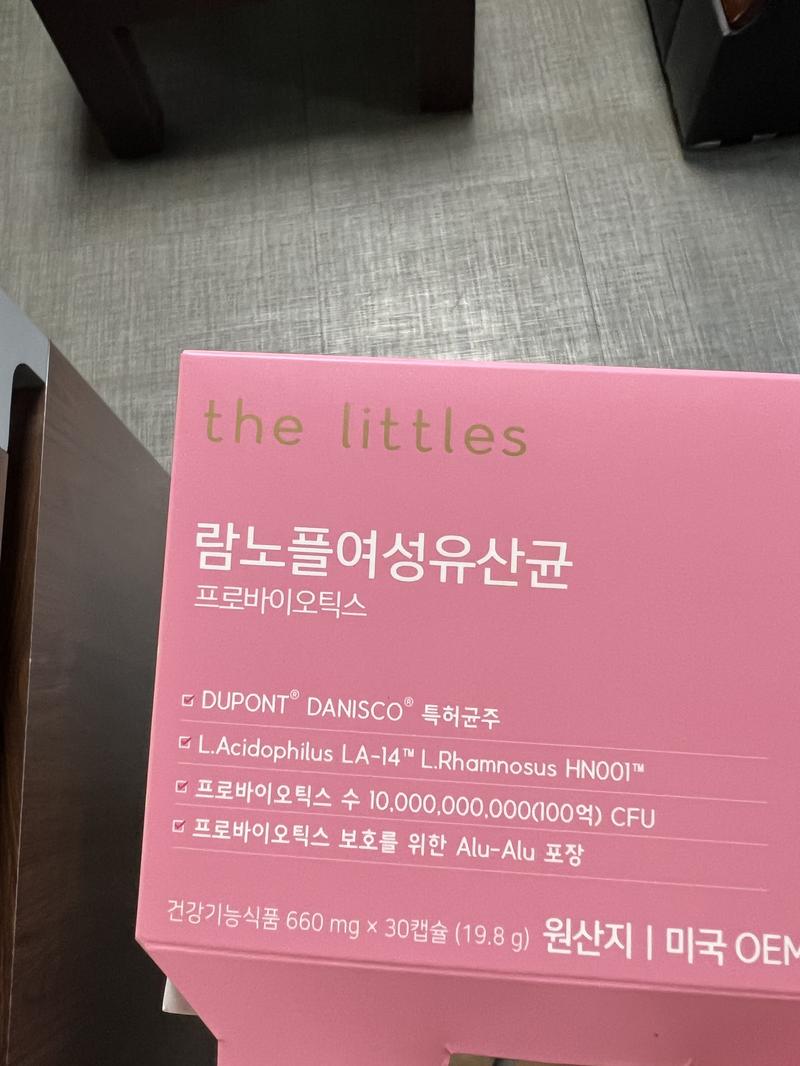 the littles
람노플여성유산균
프로바이오틱스
DUPONT® DANISCO® 특허균주
L.Acidophilus LA-14™ L.Rhamnosus HN001™
프로바이오틱스 수 10,000,000,000(100억) CFU
프로바이오틱스 보호를 위한 Alu-Alu 포장
건강기능식품 660 mg × 30캡슐 (19.8 g) 원산지 | 미국 OEM